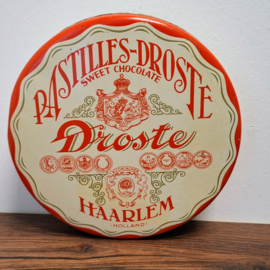 PASTILLES-DROSTE
SWEET CHOCOLATE
Droste
HAARLEM
HOLLAND